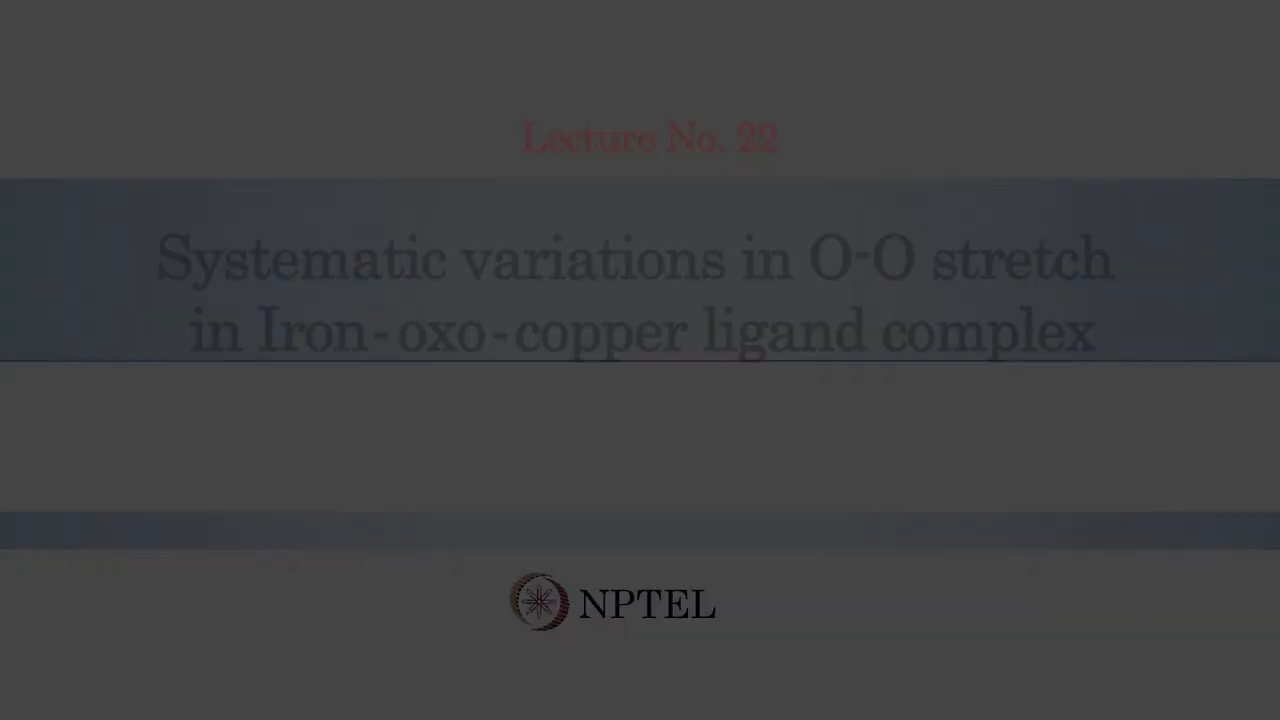 Lecture No. 22
Systematic variations in O-O stretch
in Iron-oxo-copper ligand complex
NPTEL